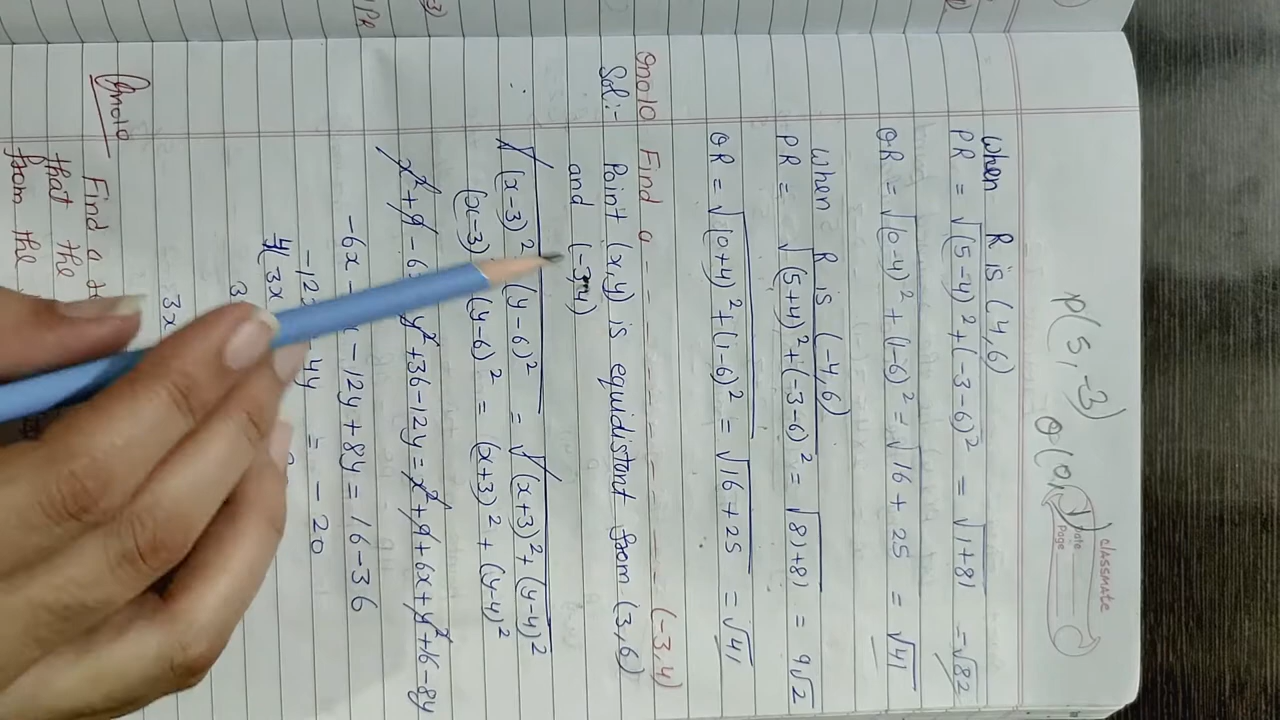 classmate
Date
Page
P(5,-3)
Q(0,1)
When R is (4,6)
PR = √(5-4)²+(-3-6)² = √1+81 = √82
QR = √(0-4)²+(1-6)² = √16+25 = √41
When R is (-4,6)
PR = √(5+4)²+(-3-6)² = √81+81 = 9√2
QR = √(0+4)²+(1-6)² = √16+25 = √41
Qno10 Find a - - - - - - - - - - (-3,4)
Sol:- Point (x,y) is equidistant from (3,6)
and (-3,4)
∴ √(x-3)² (y-6)² = √(x+3)²+(y-4)²
(x-3) (y-6)² = (x+3)²+(y-4)²
x²+9-6 y²+36-12y=x²+9+6x+y²+16-8y
-6x - -12y+8y=16-36
-12 -4y = -20
4(3x
3
3x
Qno10 Find a
that the
from the